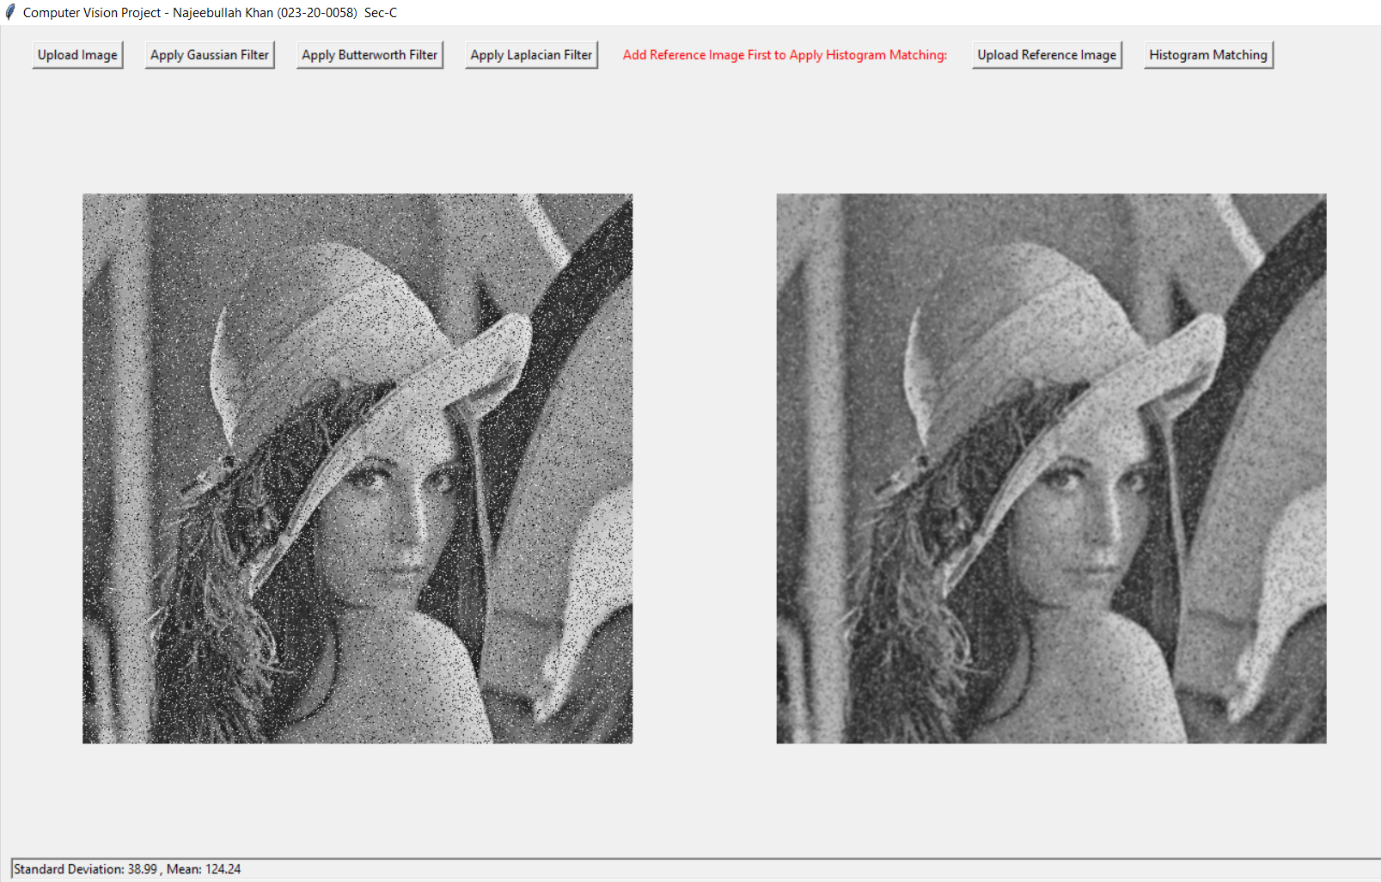 Computer Vision Project - Najeebullah Khan (023-20-0058)  Sec-C
Upload Image Apply Gaussian Filter Apply Butterworth Filter Apply Laplacian Filter Add Reference Image First to Apply Histogram Matching: Upload Reference Image Histogram Matching
Standard Deviation: 38.99 , Mean: 124.24